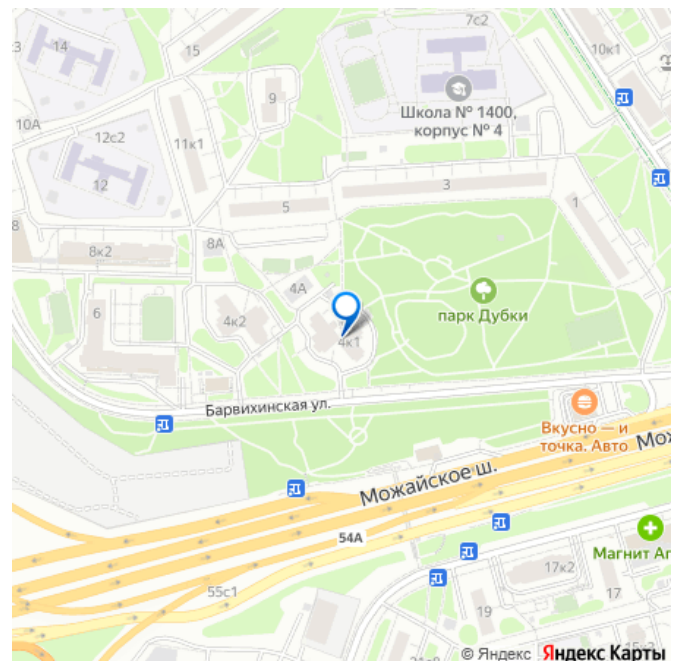 7с2
15
10к1
14
9
Школа № 1400,
корпус № 4
10А
12с2
11к1
12
3
5
1
8
8к2
8А
4А
парк Дубки
6
4к2
4к1
Барвихинская ул.
Вкусно — и
точка. Авто
Можайское ш.
54А
Магнит Ап
17к2
55с1
17
19
© Яндекс Яндекс Карты